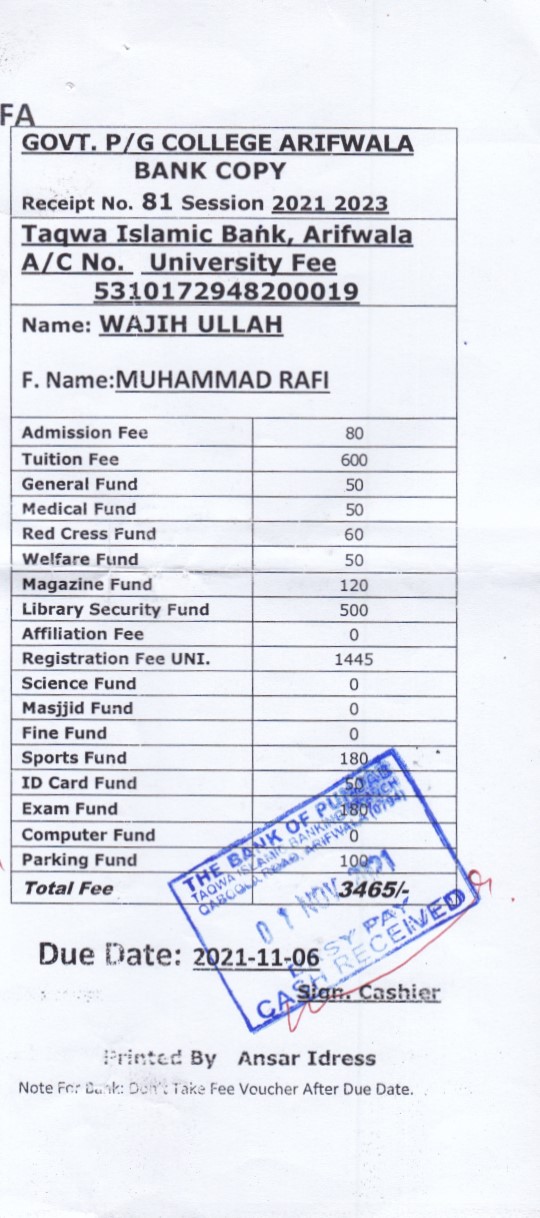 FA
GOVT. P/G COLLEGE ARIFWALA
BANK COPY
Receipt No. 81 Session 2021 2023
Taqwa Islamic Bank, Arifwala
A/C No. University Fee
5310172948200019
Name: WAJIH ULLAH
F. Name:MUHAMMAD RAFI
Admission Fee 80
Tuition Fee 600
General Fund 50
Medical Fund 50
Red Cress Fund 60
Welfare Fund 50
Magazine Fund 120
Library Security Fund 500
Affiliation Fee 0
Registration Fee UNI. 1445
Science Fund 0
Masjjid Fund 0
Fine Fund 0
Sports Fund 180
ID Card Fund 50
Exam Fund 180
Computer Fund 0
Parking Fund 100
Total Fee 3465/-
THE BANK OF PUNJAB
TAQWA ISLAMIC BANKING BRANCH
QABOOLA ROAD, ARIFWALA (0794)
01 NOV 2021
EASY PAY
CASH RECEIVED
Due Date: 2021-11-06
Sign. Cashier
Printed By Ansar Idress
Note For Bank: Don't Take Fee Voucher After Due Date.